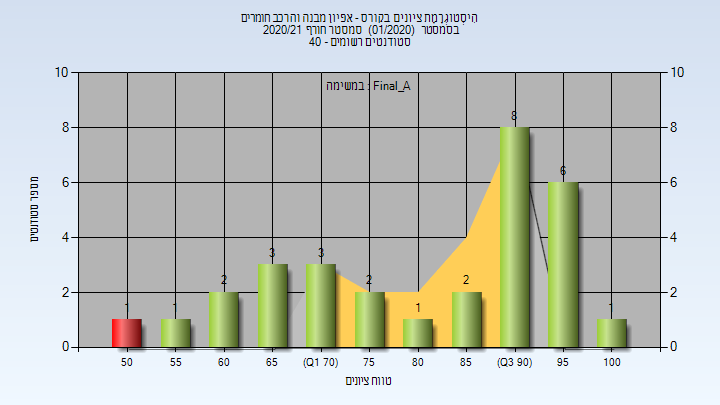 היסטוגרמת ציונים בקורס - אפיון מבנה והרכב חומרים
בסמסטר (01/2020) סמסטר חורף 2020/21
סטודנטים רשומים - 40
במשימה : Final_A
10 10
8 8
6 6
4 4
2 2
0 0
1 1 2 3 3 2 1 2 8 6 1
מספר סטודנטים
50 55 60 65 (Q1 70) 75 80 85 (Q3 90) 95 100
טווח ציונים